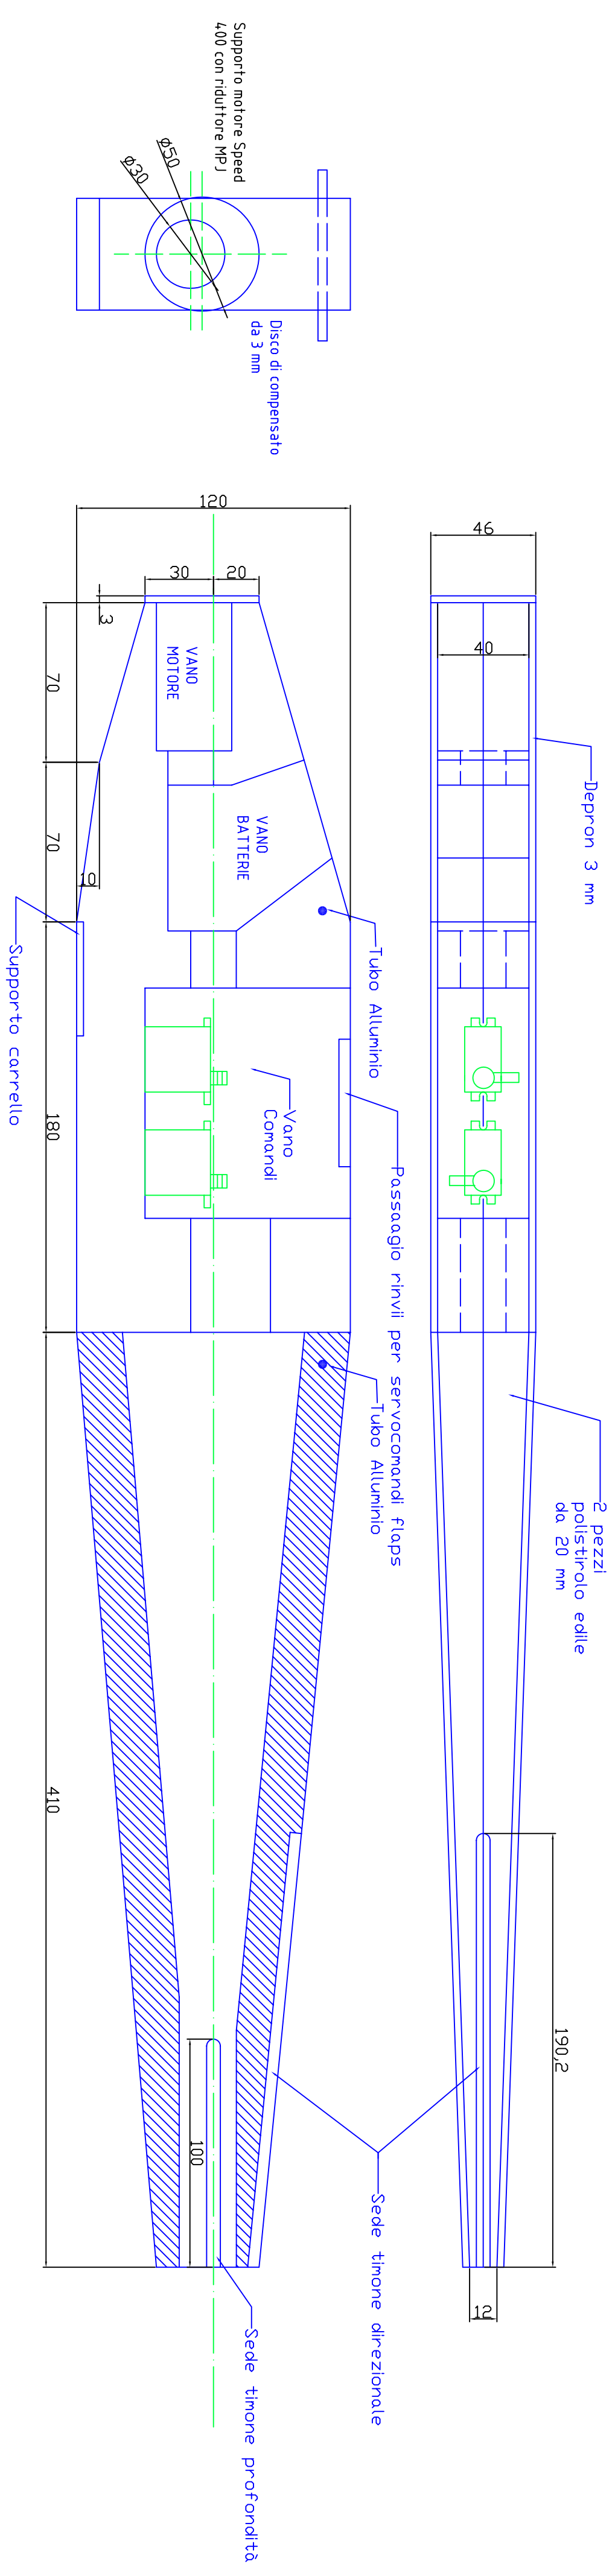 Supporto motore Speed
400 con riduttore MPJ
Ø50
Ø30
Disco di compensato
da 3 mm
120
46
30
20
3
40
70
VANO
MOTORE
Depron 3 mm
70
10
VANO
BATTERIE
Tubo Alluminio
Supporto carrello
180
Vano
Comandi
Passaagio rinvii per servocomandi flaps
Tubo Alluminio
2 pezzi
polistirolo edile
da 20 mm
410
190,2
100
Sede timone direzionale
12
Sede timone profondità